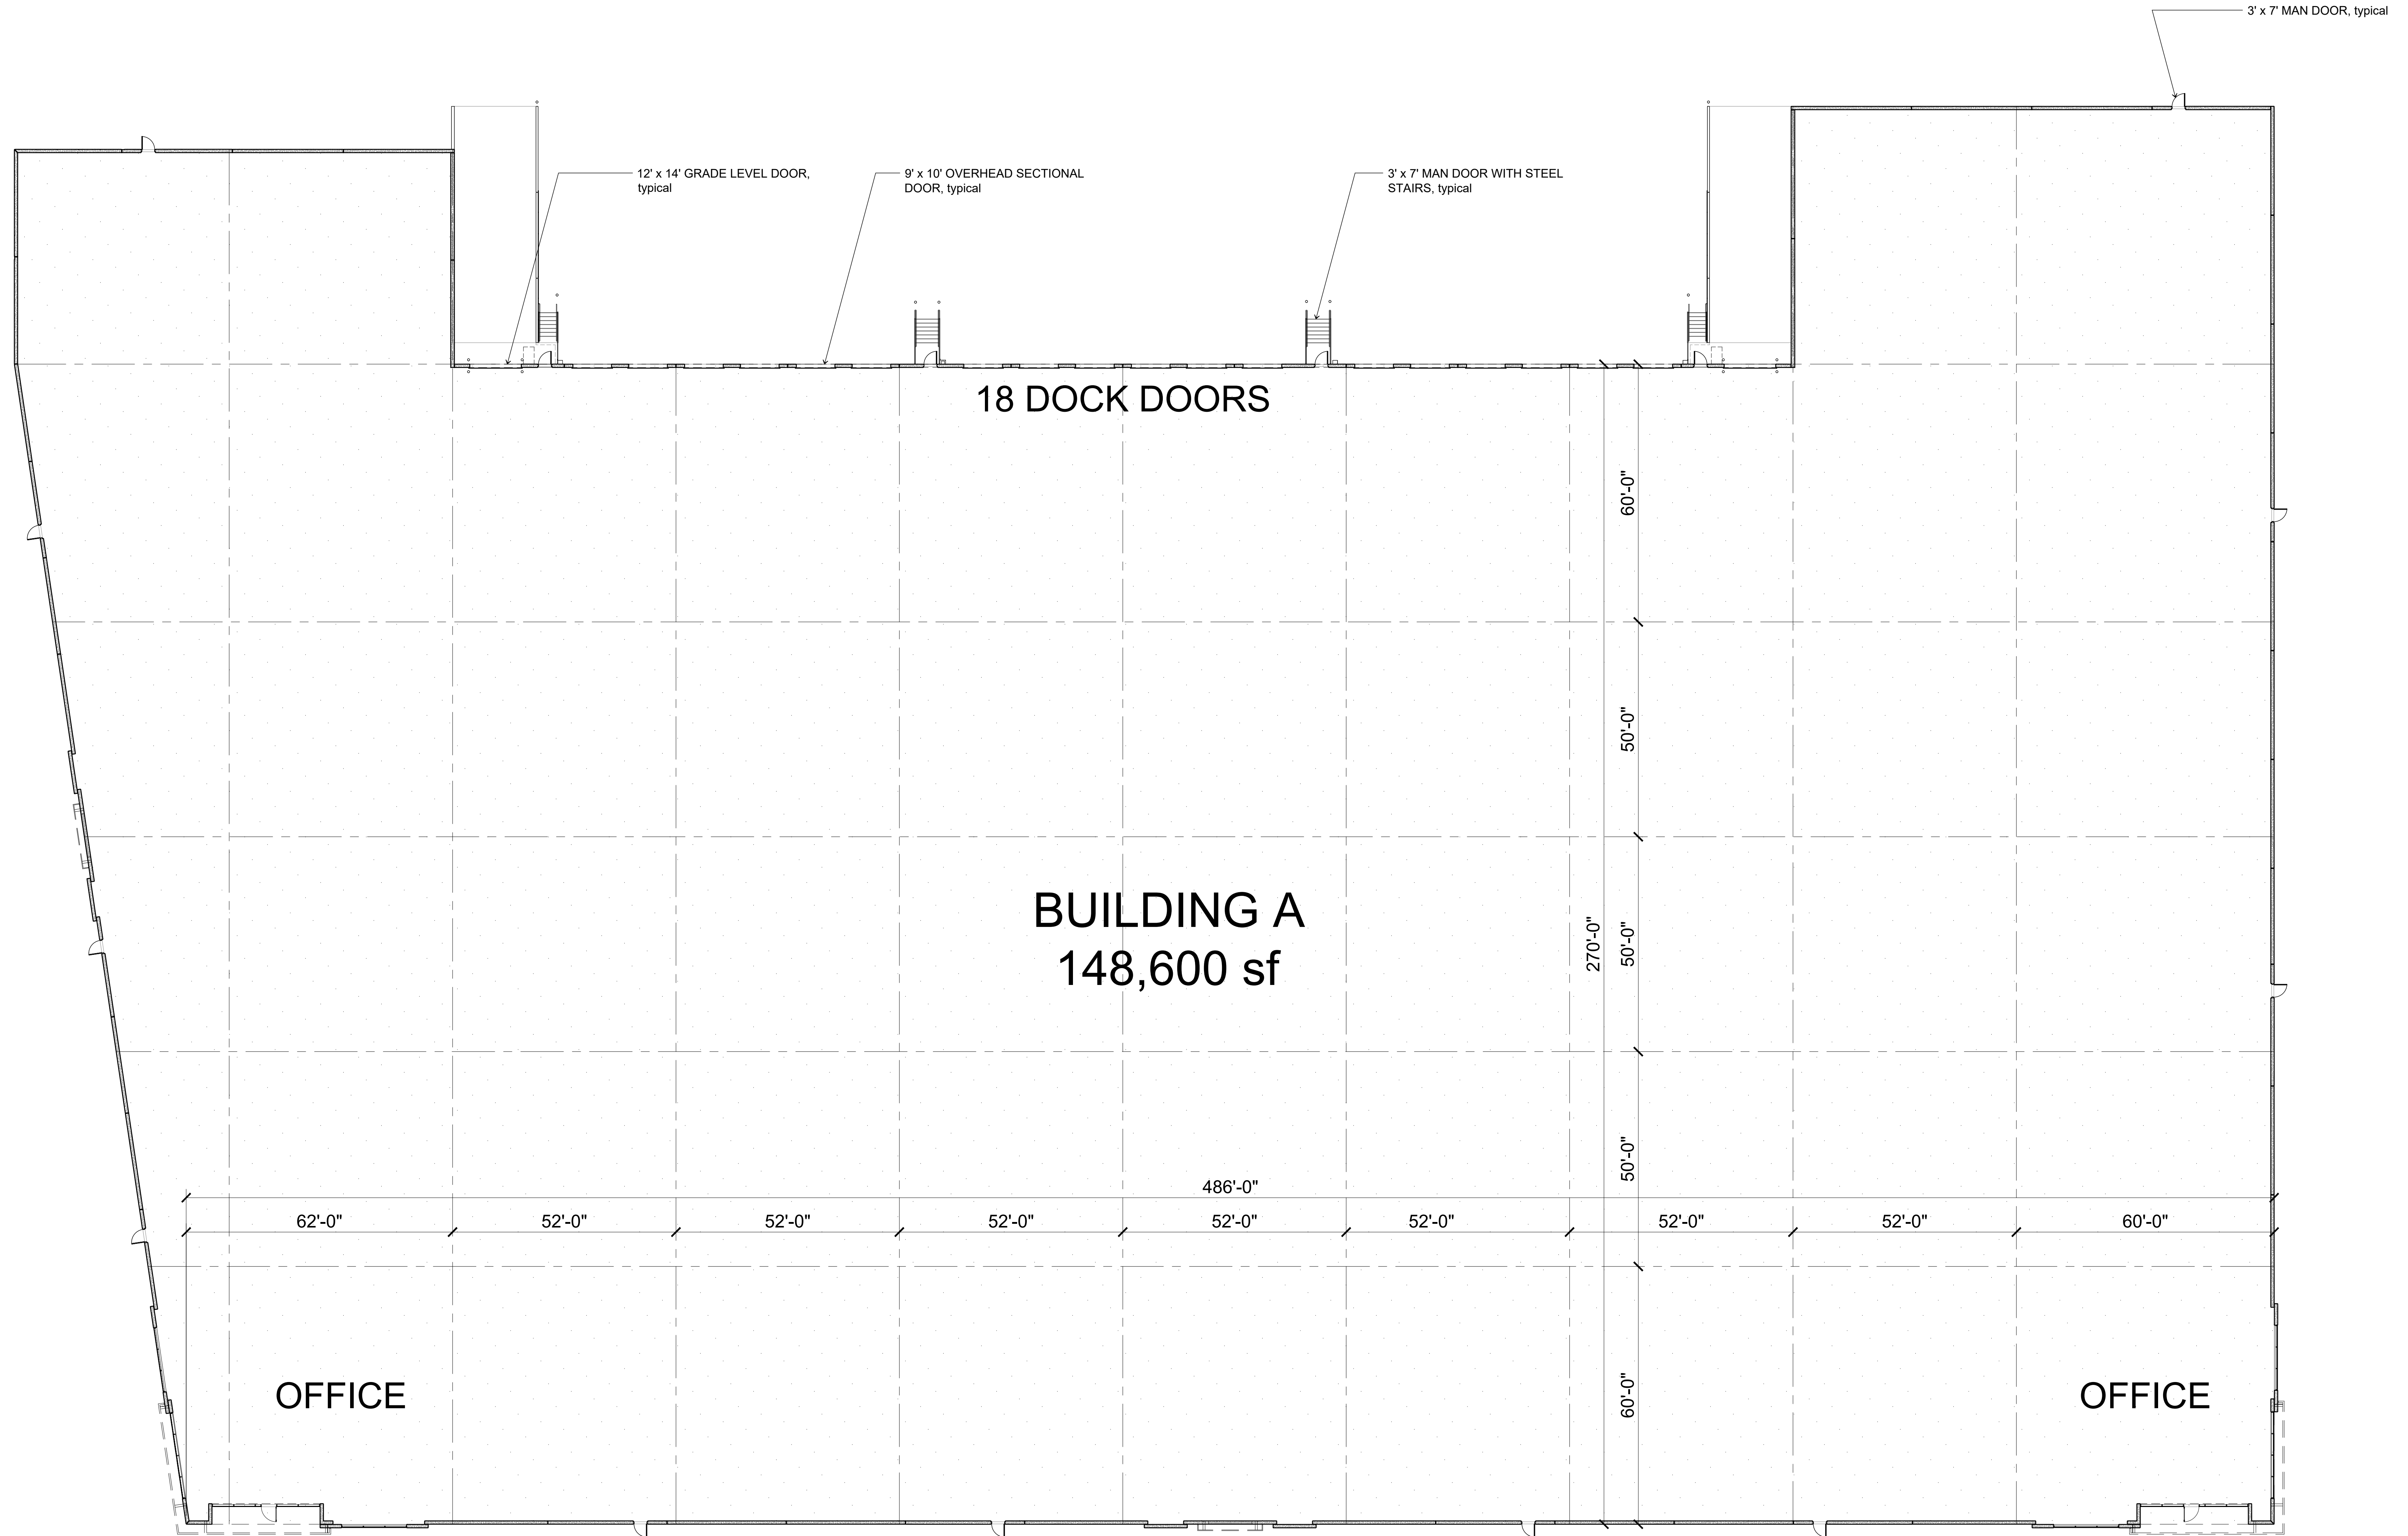 3' x 7' MAN DOOR, typical
12' x 14' GRADE LEVEL DOOR,
typical
9' x 10' OVERHEAD SECTIONAL
DOOR, typical
3' x 7' MAN DOOR WITH STEEL
STAIRS, typical
18 DOCK DOORS
60'-0"
50'-0"
BUILDING A
148,600 sf
270'-0"
50'-0"
50'-0"
486'-0"
62'-0"
52'-0"
52'-0"
52'-0"
52'-0"
52'-0"
52'-0"
52'-0"
60'-0"
OFFICE
60'-0"
OFFICE